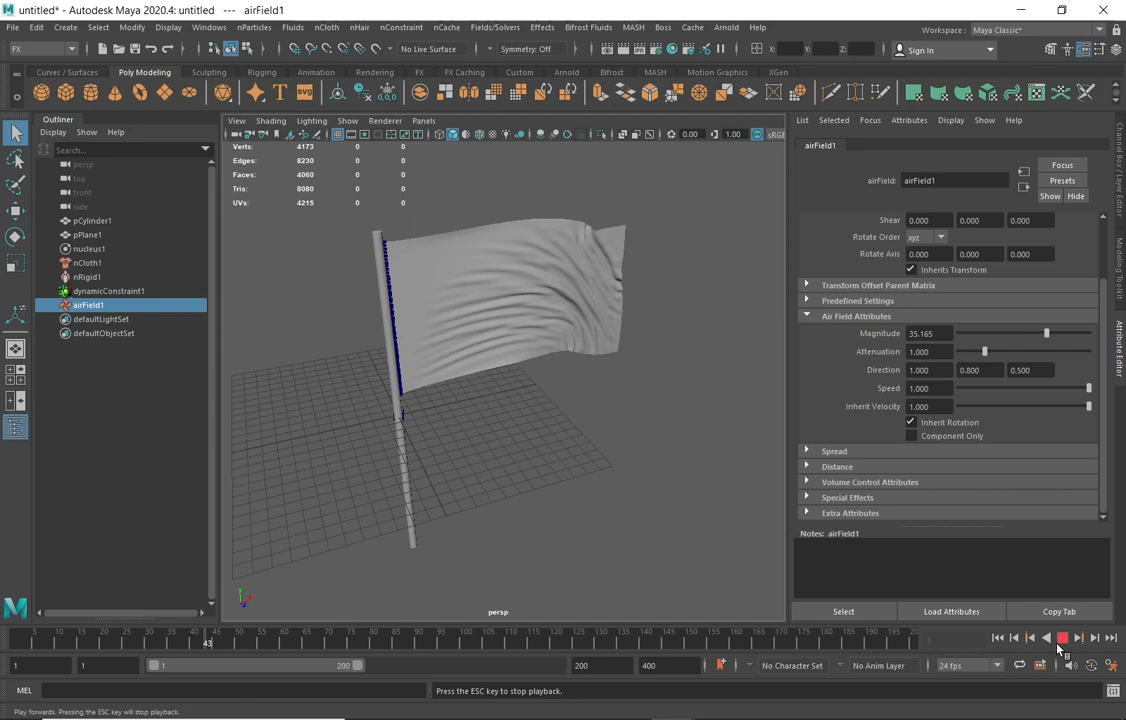 untitled* - Autodesk Maya 2020.4: untitled --- airField1
File Edit Create Select Modify Display Windows nParticles Fluids nCloth nHair nConstraint nCache Fields/Solvers Effects Bifrost Fluids MASH Boss Cache Arnold Help
Workspace : Maya Classic*
FX No Live Surface Symmetry: Off X: Y: Z: Sign In
Curves / Surfaces Poly Modeling Sculpting Rigging Animation Rendering FX FX Caching Custom Arnold Bifrost MASH Motion Graphics XGen
Outliner
Display Show Help
Search...
persp
top
front
side
pCylinder1
pPlane1
nucleus1
nCloth1
nRigid1
dynamicConstraint1
airField1
defaultLightSet
defaultObjectSet
View Shading Lighting Show Renderer Panels
0.00 1.00 sRGB
Verts: 4173 0 0
Edges: 8230 0 0
Faces: 4060 0 0
Tris: 8080 0 0
UVs: 4215 0 0
persp
List Selected Focus Attributes Display Show Help
airField1
airField: airField1
Focus
Presets
Show Hide
Shear 0.000 0.000 0.000
Rotate Order xyz
Rotate Axis 0.000 0.000 0.000
Inherits Transform
Transform Offset Parent Matrix
Predefined Settings
Air Field Attributes
Magnitude 35.165
Attenuation 1.000
Direction 1.000 0.800 0.500
Speed 1.000
Inherit Velocity 1.000
Inherit Rotation
Component Only
Spread
Distance
Volume Control Attributes
Special Effects
Extra Attributes
Notes: airField1
Select Load Attributes Copy Tab
Channel Box / Layer Editor
Modeling Toolkit
Attribute Editor
5 10 15 20 25 30 35 40 43 45 50 55 60 65 70 75 80 85 90 95 100 105 110 115 120 125 130 135 140 145 150 155 160 165 170 175 180 185 190 195 20
1
1 1 1 200 200 400 No Character Set No Anim Layer 24 fps
MEL Press the ESC key to stop playback.
Play forwards. Pressing the ESC key will stop playback.